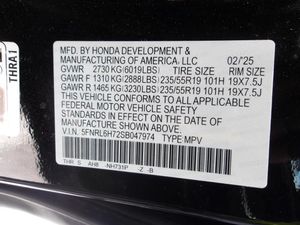 THRA1
MFD. BY HONDA DEVELOPMENT &
MANUFACTURING OF AMERICA, LLC 02/'25
GVWR 2730 KG (6019LBS) TIRE SIZE RIM SIZE
GAWR F 1310 KG (2888LBS) 235/55R19 101H 19X7.5J
GAWR R 1465 KG (3230LBS) 235/55R19 101H 19X7.5J
THIS VEHICLE CONFORMS TO ALL APPLICABLE
FEDERAL MOTOR VEHICLE SAFETY STANDARDS IN
EFFECT ON THE DATE OF MANUFACTURE SHOWN ABOVE.
V.I.N. 5FNRL6H72SB047974 TYPE:MPV
THR S AH8 -NH731P -Z -B